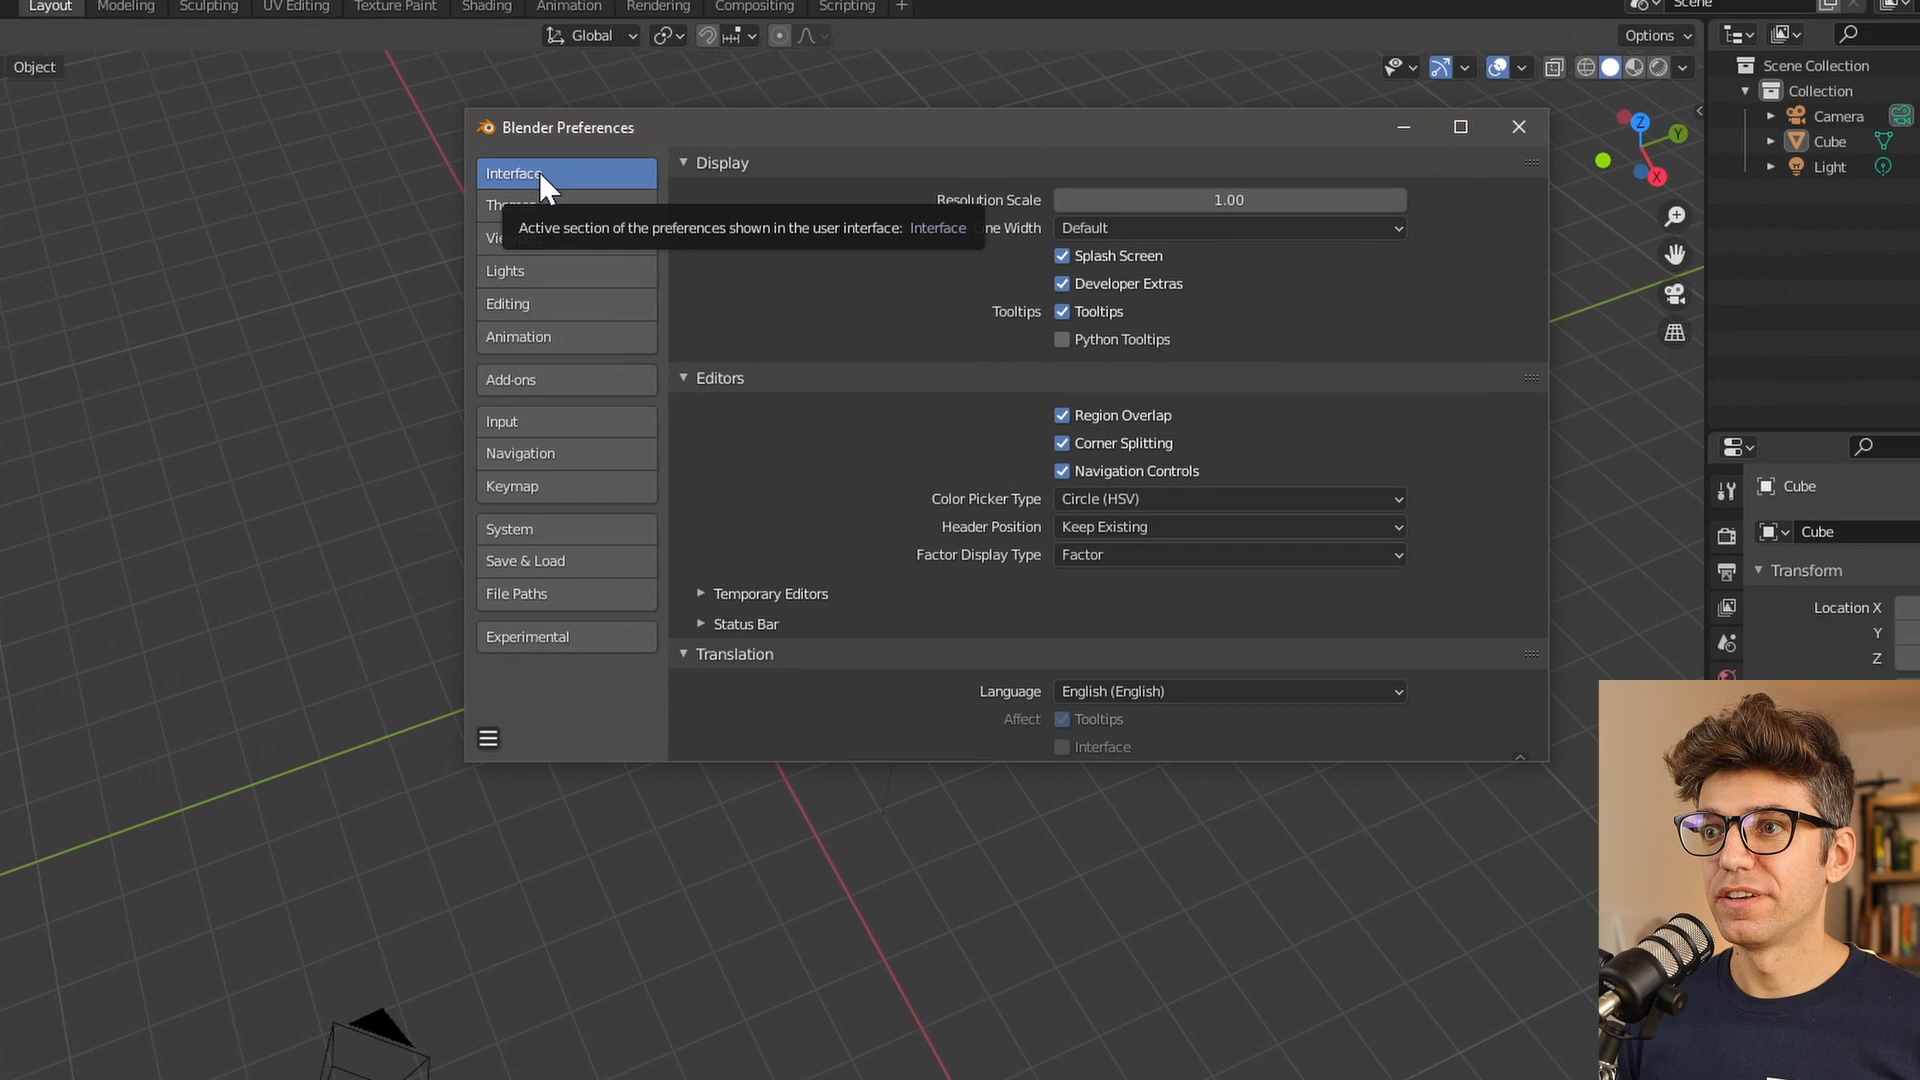 Layout Modeling Sculpting UV Editing Texture Paint Shading Animation Rendering Compositing Scripting + Scene
Global Options
Object
Scene Collection
Collection
Camera
Cube
Light
Z Y X
Blender Preferences
Interface
Themes
Lights
Editing
Animation
Add-ons
Input
Navigation
Keymap
System
Save & Load
File Paths
Experimental
Active section of the preferences shown in the user interface: Interface
Display
Resolution Scale 1.00
Line Width Default
Splash Screen
Developer Extras
Tooltips Tooltips
Python Tooltips
Editors
Region Overlap
Corner Splitting
Navigation Controls
Color Picker Type Circle (HSV)
Header Position Keep Existing
Factor Display Type Factor
Temporary Editors
Status Bar
Translation
Language English (English)
Affect Tooltips
Interface
Cube
Cube
Transform
Location X
Y
Z